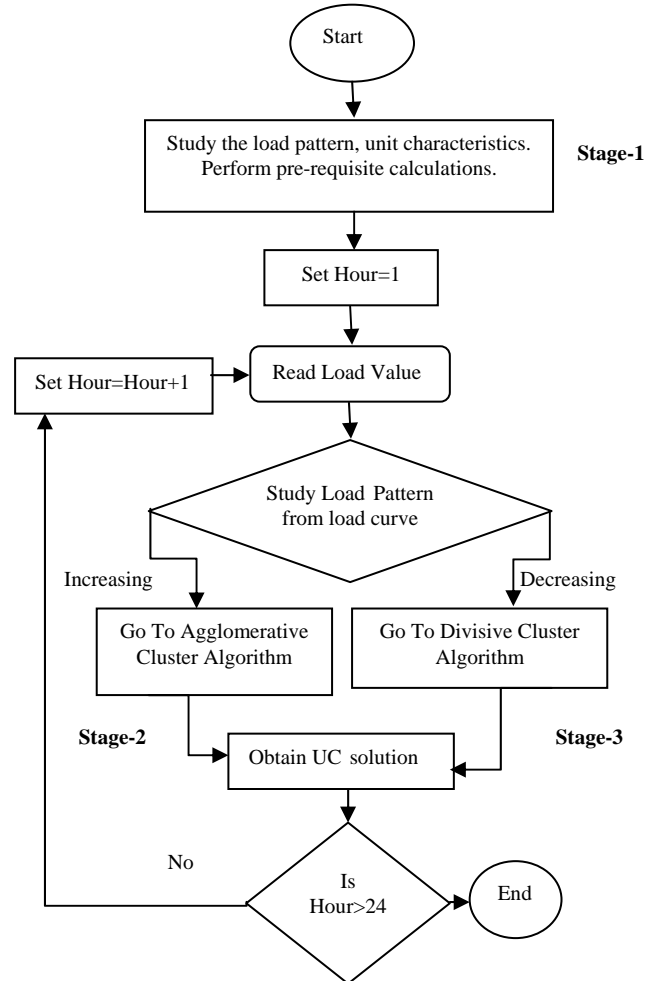 Start
Study the load pattern, unit characteristics.
Perform pre-requisite calculations.
Stage-1
Set Hour=1
Set Hour=Hour+1
Read Load Value
Study Load Pattern
from load curve
Increasing
Decreasing
Go To Agglomerative
Cluster Algorithm
Go To Divisive Cluster
Algorithm
Stage-2
Stage-3
Obtain UC solution
No
Is
Hour>24
End